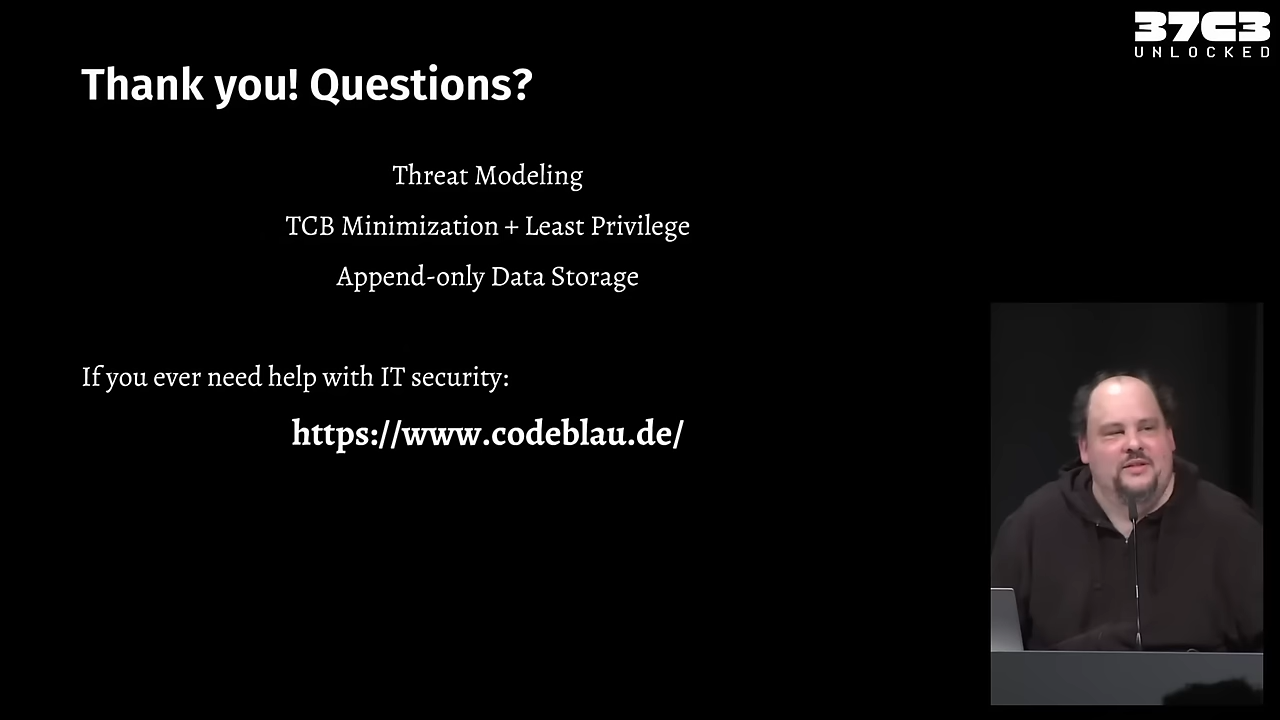 37C3
UNLOCKED
Thank you! Questions?
Threat Modeling
TCB Minimization + Least Privilege
Append-only Data Storage
If you ever need help with IT security:
https://www.codeblau.de/